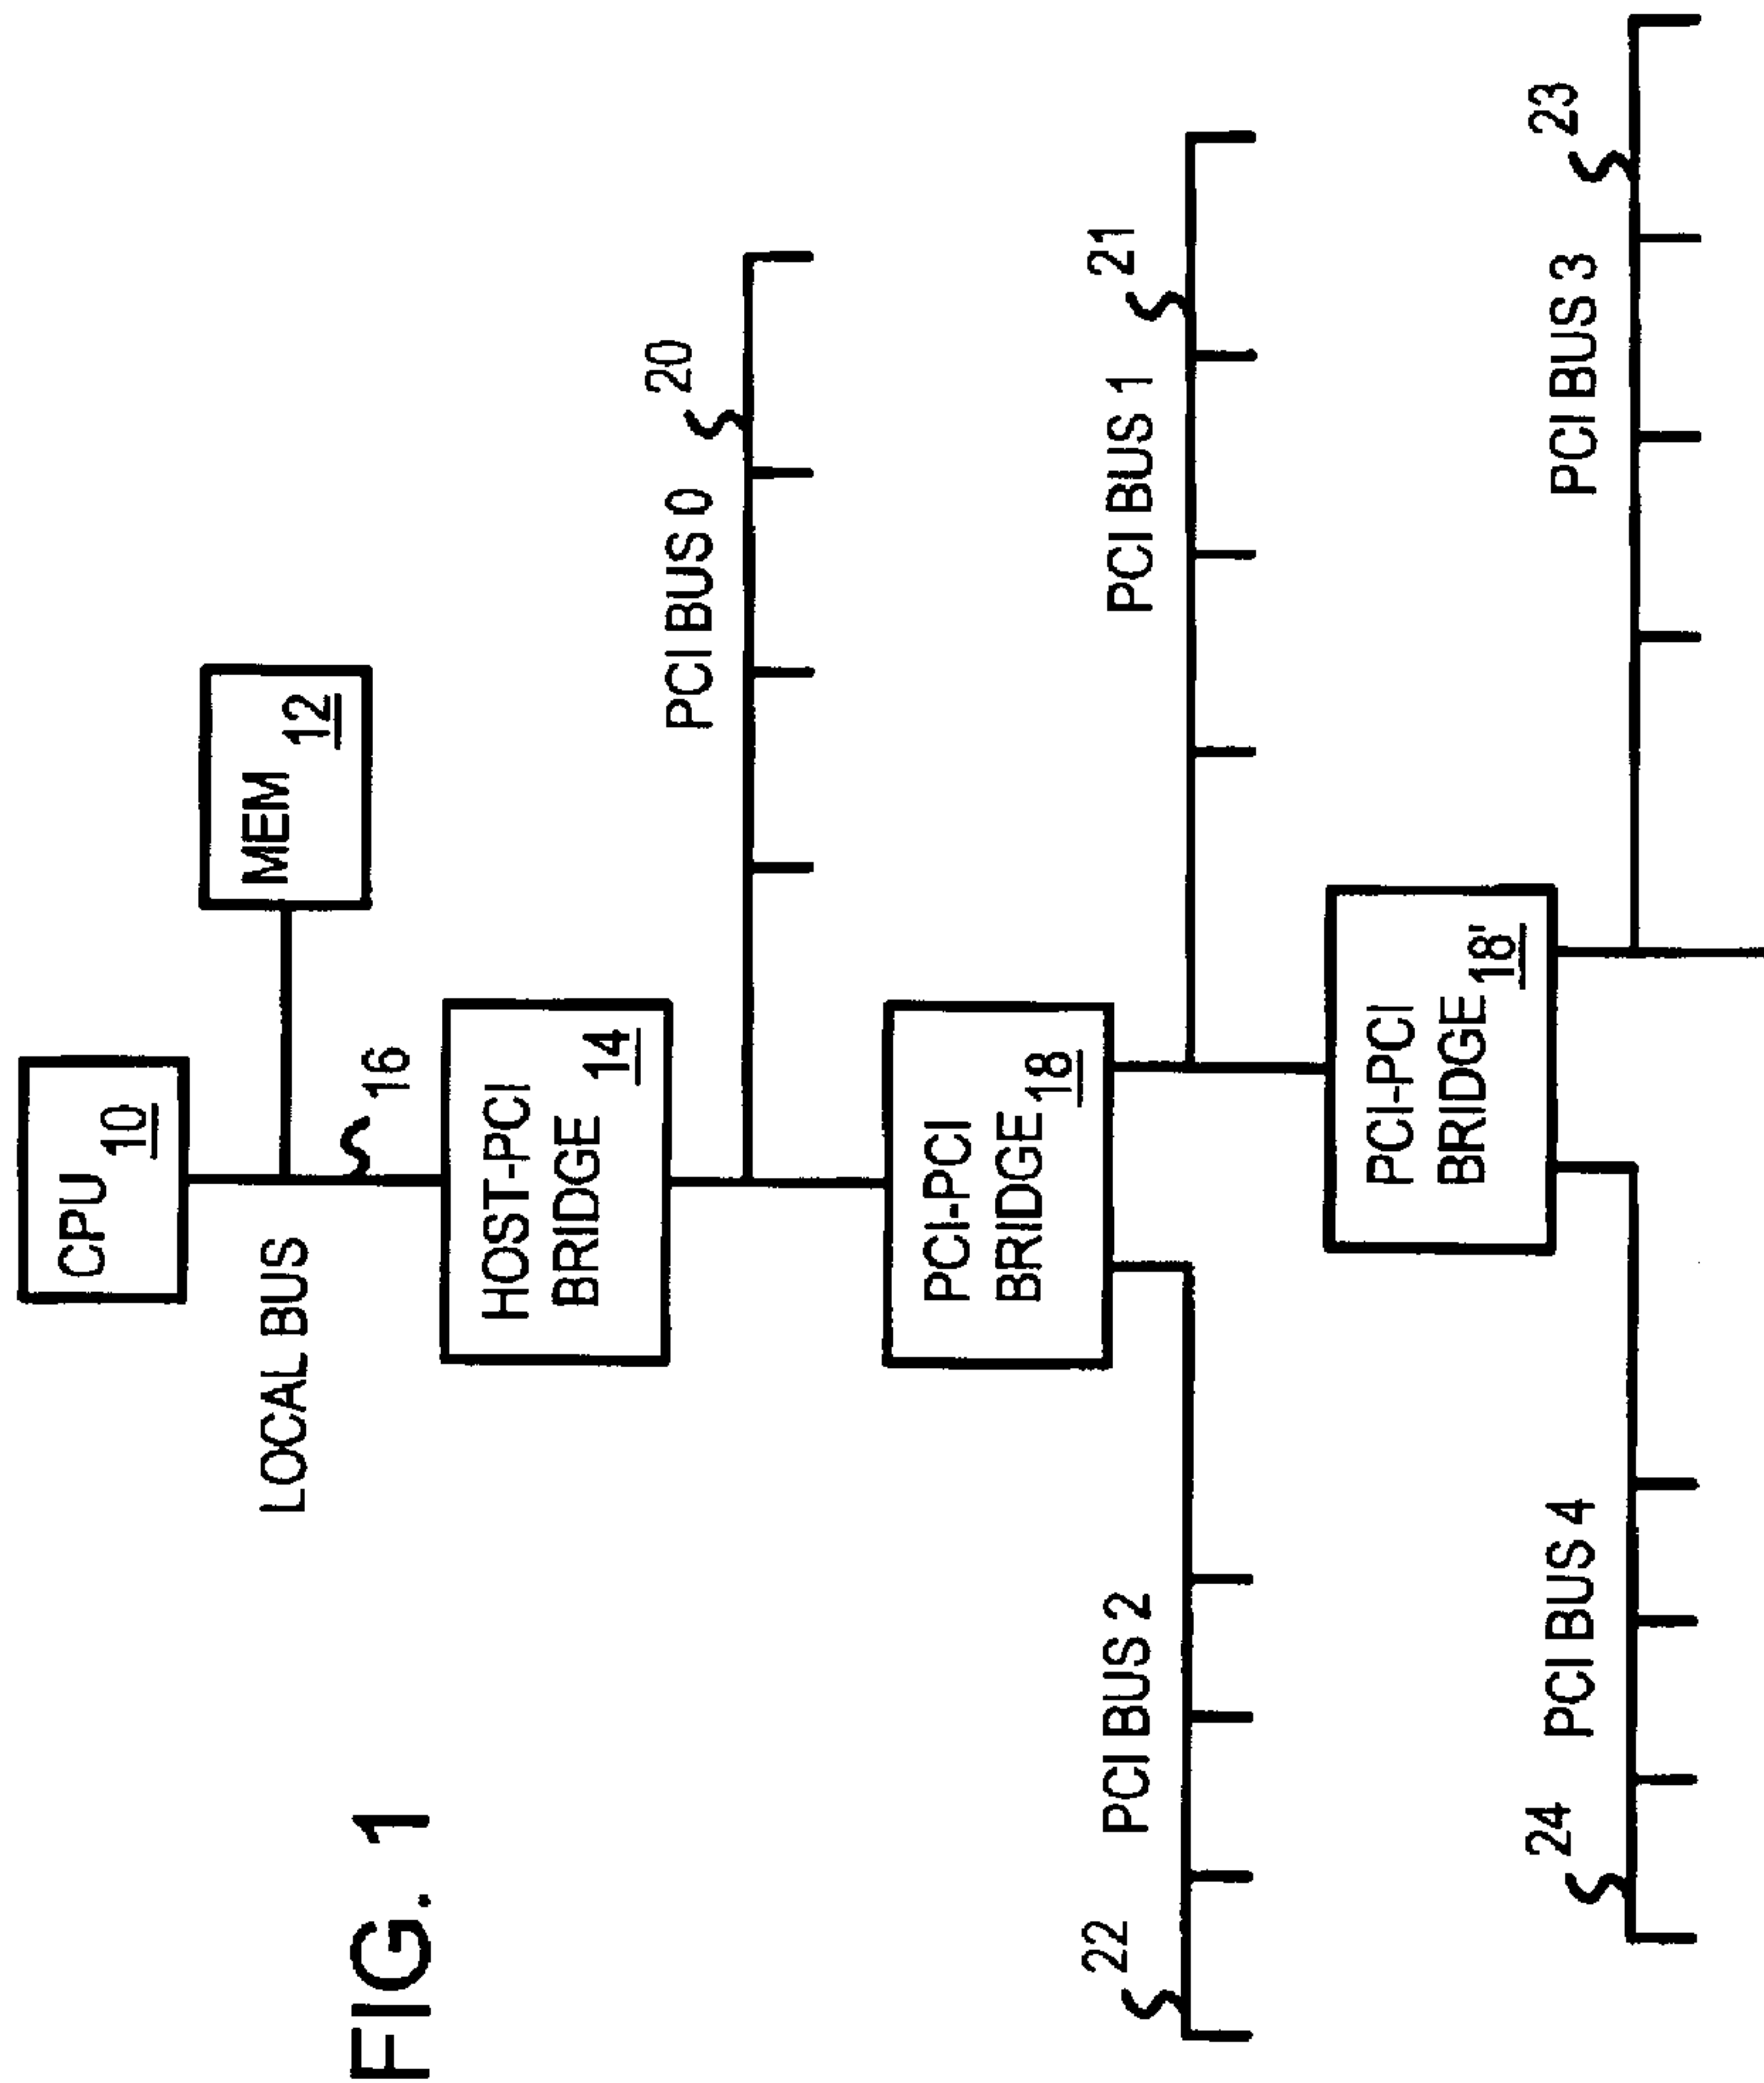 FIG. 1
CPU
10
MEM
12
LOCAL BUS
16
HOST-PCI
BRIDGE
14
PCI BUS 0
20
PCI-PCI
BRIDGE
18
PCI BUS 2
22
PCI BUS 1
21
PCI-PCI
BRIDGE
18'
PCI BUS 4
24
PCI BUS 3
23